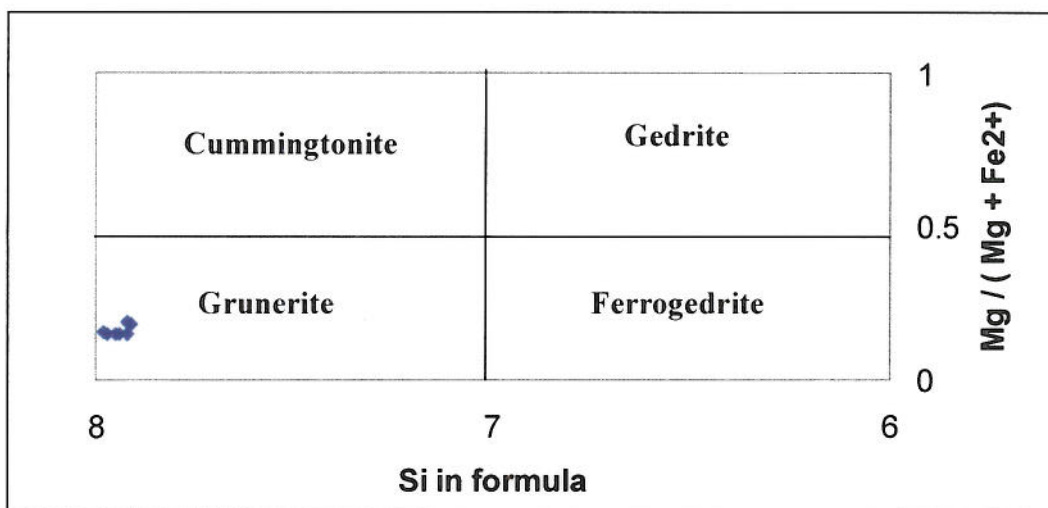 1
Cummingtonite
Gedrite
0.5
Grunerite
Ferrogedrite
0
8
7
6
Si in formula
Mg / ( Mg + Fe2+)